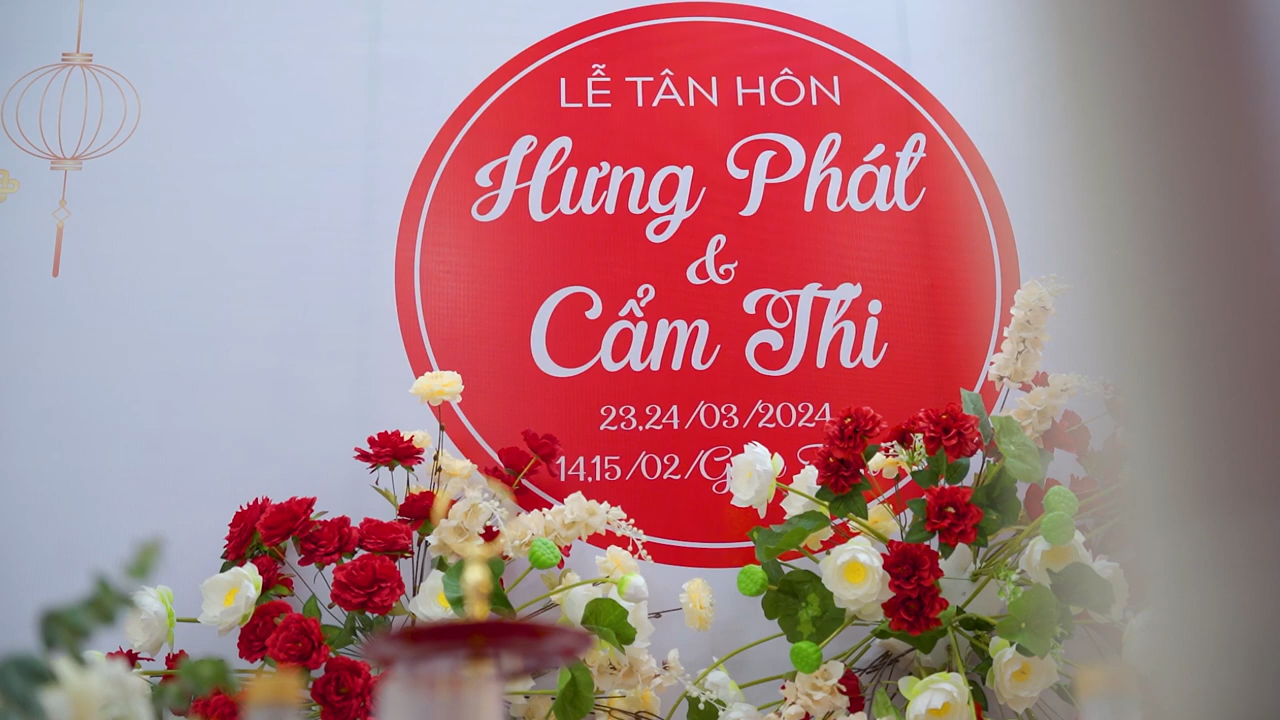 LỄ TÂN HÔN
Hưng Phát
&
Cẩm Thi
23,24/03/2024
14,15/02/